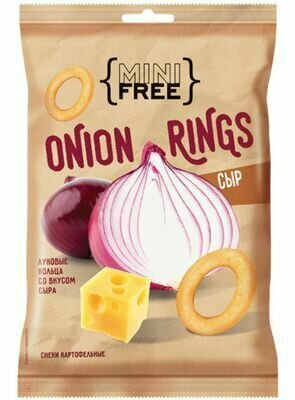 {MINI
FREE}
ONION RINGS
СЫР
ЛУКОВЫЕ
КОЛЬЦА
СО ВКУСОМ
СЫРА
СНЕКИ КАРТОФЕЛЬНЫЕ